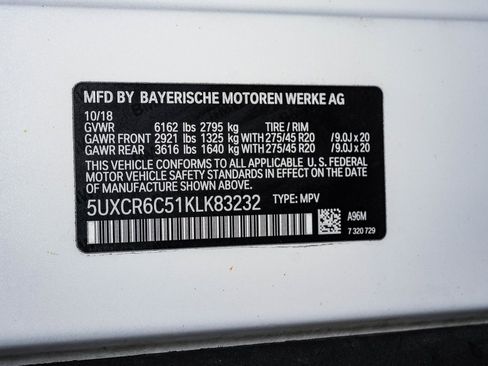 MFD BY BAYERISCHE MOTOREN WERKE AG
10/18
GVWR 6162 lbs 2795 kg TIRE / RIM
GAWR FRONT 2921 lbs 1325 kg WITH 275/45 R20 /9.0J x 20
GAWR REAR 3616 lbs 1640 kg WITH 275/45 R20 /9.0J x 20
THIS VEHICLE CONFORMS TO ALL APPLICABLE U. S. FEDERAL
MOTOR VEHICLE SAFETY STANDARDS IN EFFECT ON THE
DATE OF MANUFACTURE SHOWN ABOVE.
5UXCR6C51KLK83232 TYPE: MPV
A96M
7 320 729